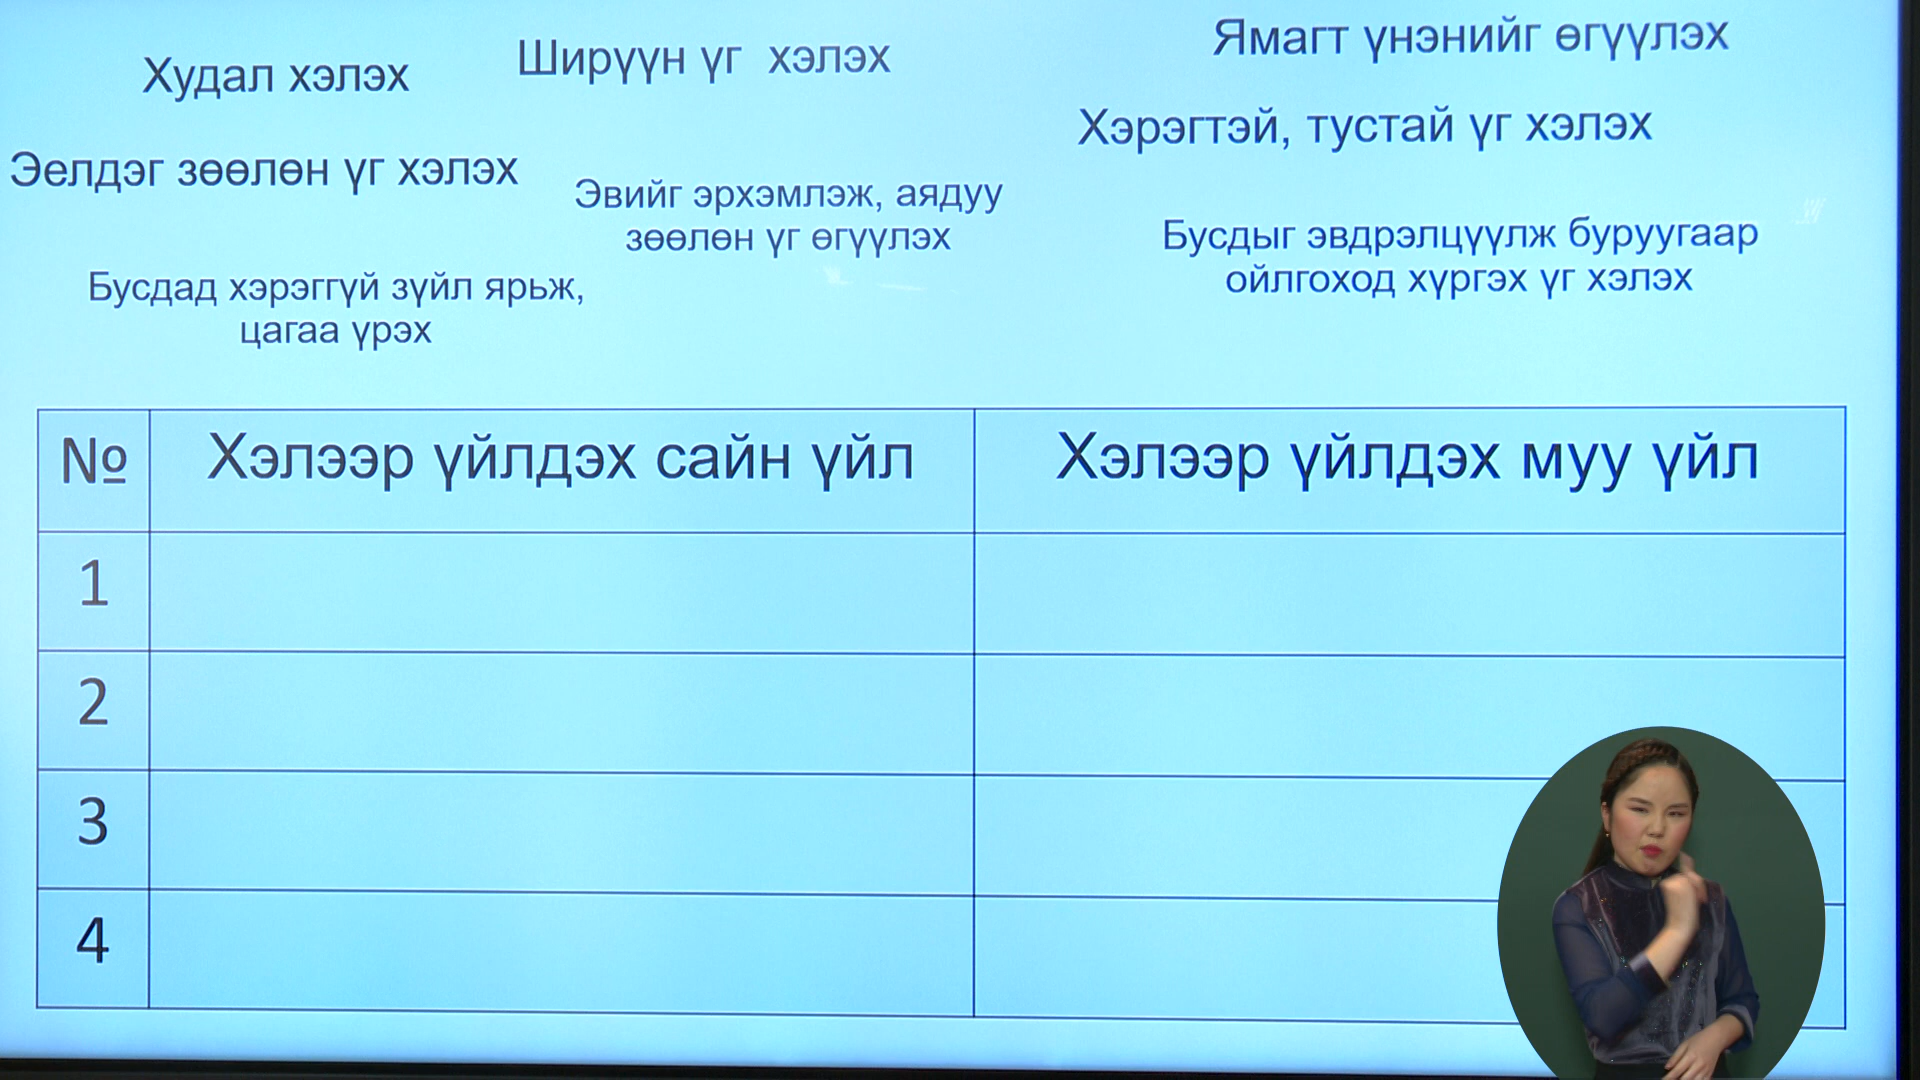 Худал хэлэх
Ширүүн үг хэлэх
Ямагт үнэнийг өгүүлэх
Хэрэгтэй, тустай үг хэлэх
Эелдэг зөөлөн үг хэлэх
Эвийг эрхэмлэж, аядуу
зөөлөн үг өгүүлэх
Бусдыг эвдрэлцүүлж буруугаар
ойлгоход хүргэх үг хэлэх
Бусдад хэрэггүй зүйл ярьж,
цагаа үрэх
№ Хэлээр үйлдэх сайн үйл Хэлээр үйлдэх муу үйл
1
2
3
4